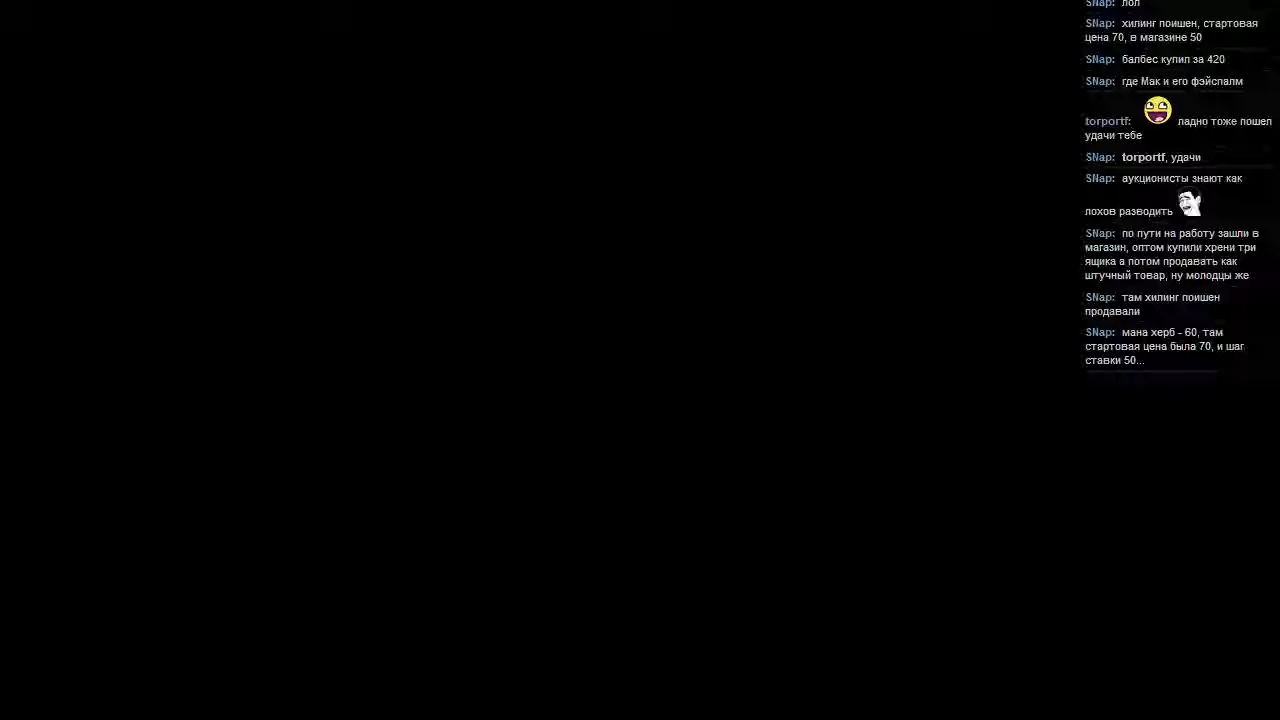 SNap: лол
SNap: хилинг поишен, стартовая
цена 70, в магазине 50
SNap: балбес купил за 420
SNap: где Мак и его фэйспалм
torportf: ладно тоже пошел
удачи тебе
SNap: torportf, удачи
SNap: аукционисты знают как
лохов разводить
SNap: по пути на работу зашли в
магазин, оптом купили хрени три
ящика а потом продавать как
штучный товар, ну молодцы же
SNap: там хилинг поишен
продавали
SNap: мана херб - 60, там
стартовая цена была 70, и шаг
ставки 50...